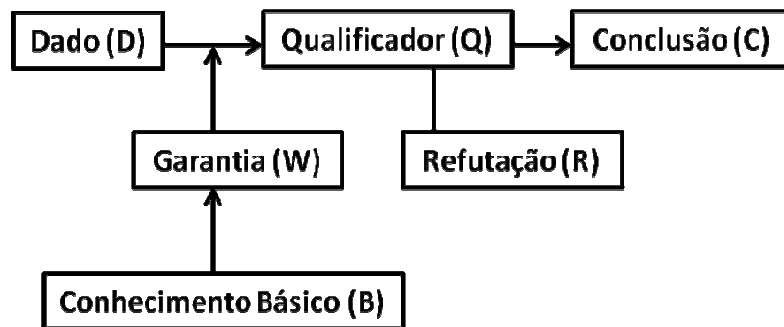 Dado (D)
Qualificador (Q)
Conclusão (C)
Garantia (W)
Refutação (R)
Conhecimento Básico (B)